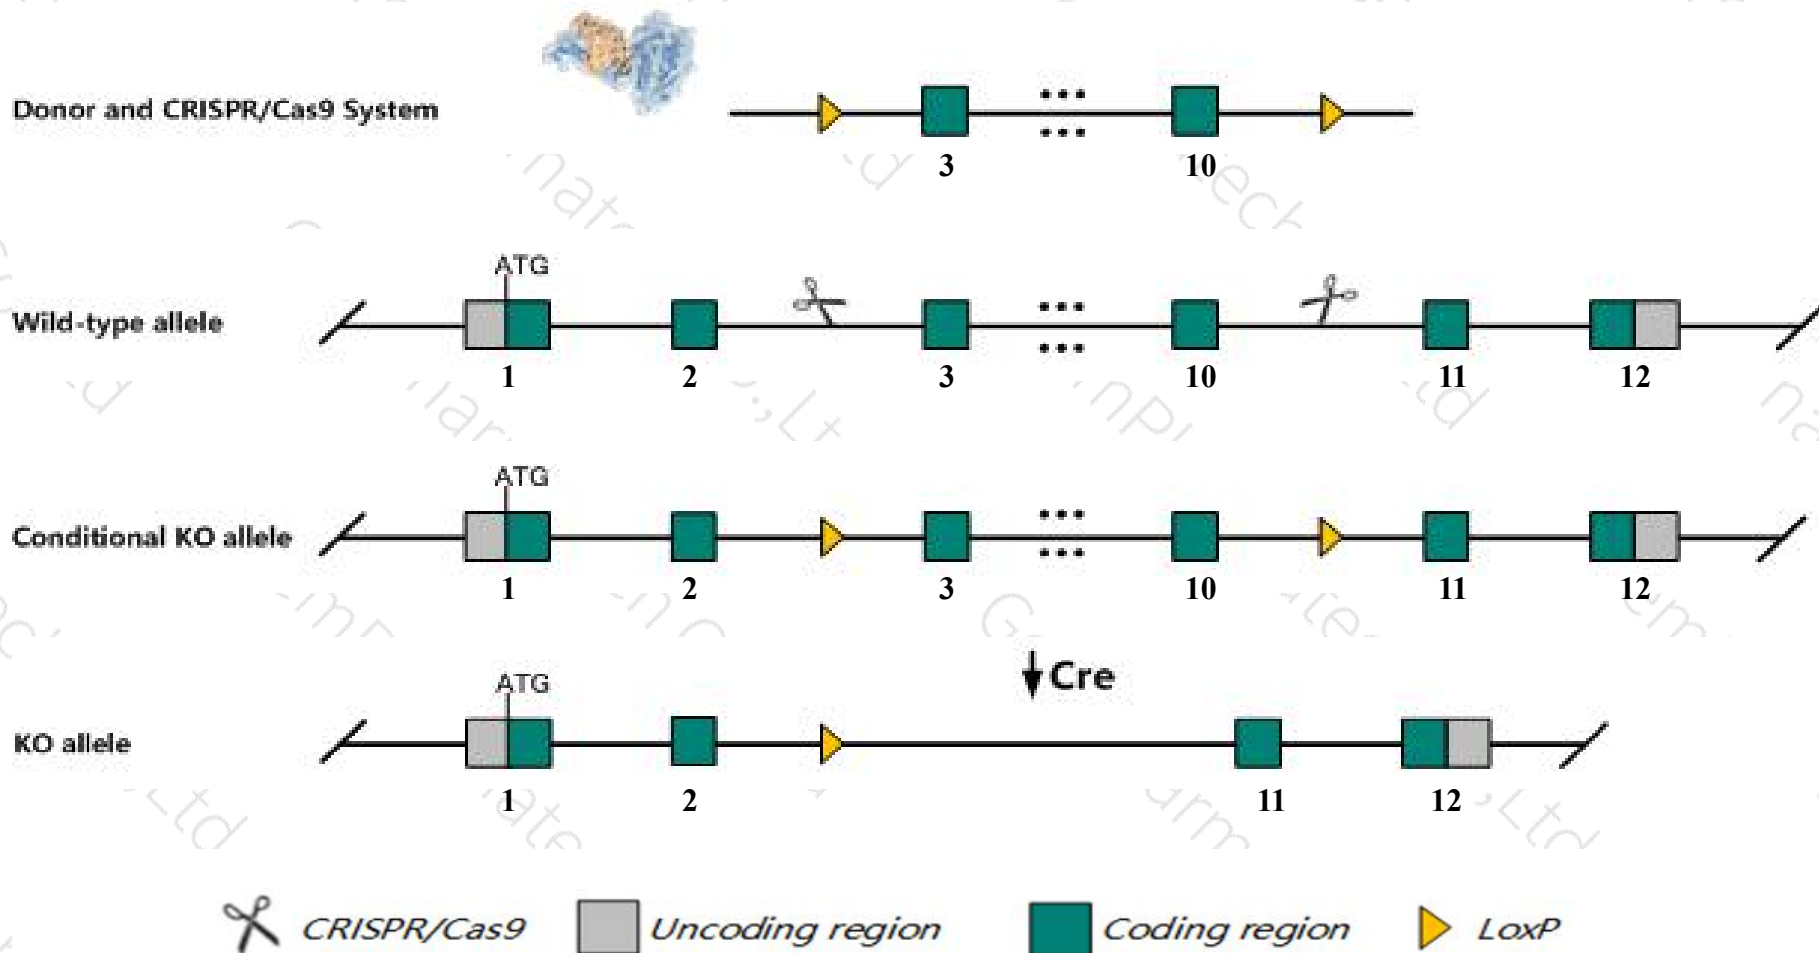 Donor and CRISPR/Cas9 System
3 10
ATG
Wild-type allele
1 2 3 10 11 12
ATG
Conditional KO allele
1 2 3 10 11 12
Cre
ATG
KO allele
1 2 11 12
CRISPR/Cas9 Uncoding region Coding region LoxP